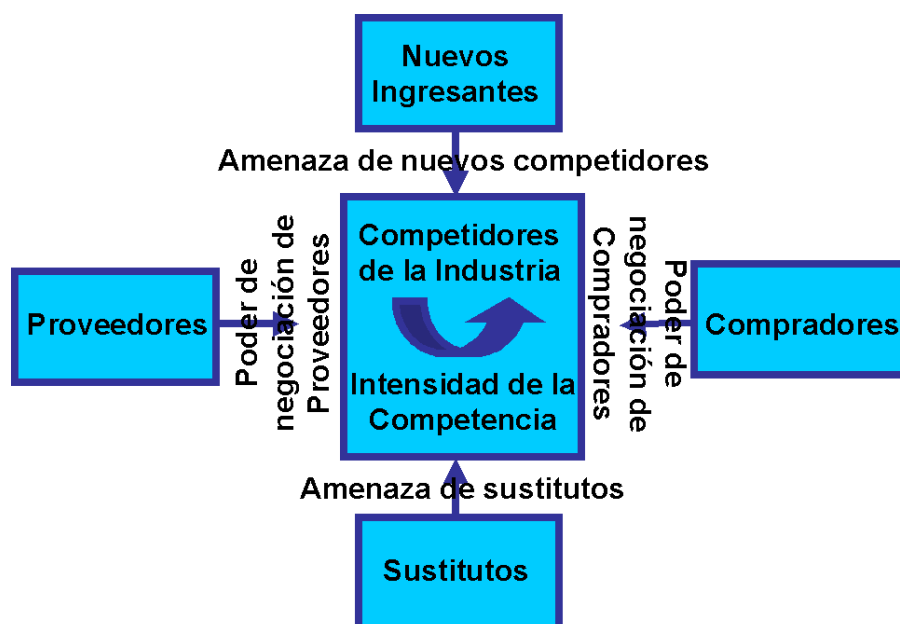 Nuevos
Ingresantes
Amenaza de nuevos competidores
Competidores
de la Industria
Intensidad de la
Competencia
Proveedores
Poder de
negociación de
Proveedores
Poder de
negociación de
Compradores
Compradores
Amenaza de sustitutos
Sustitutos